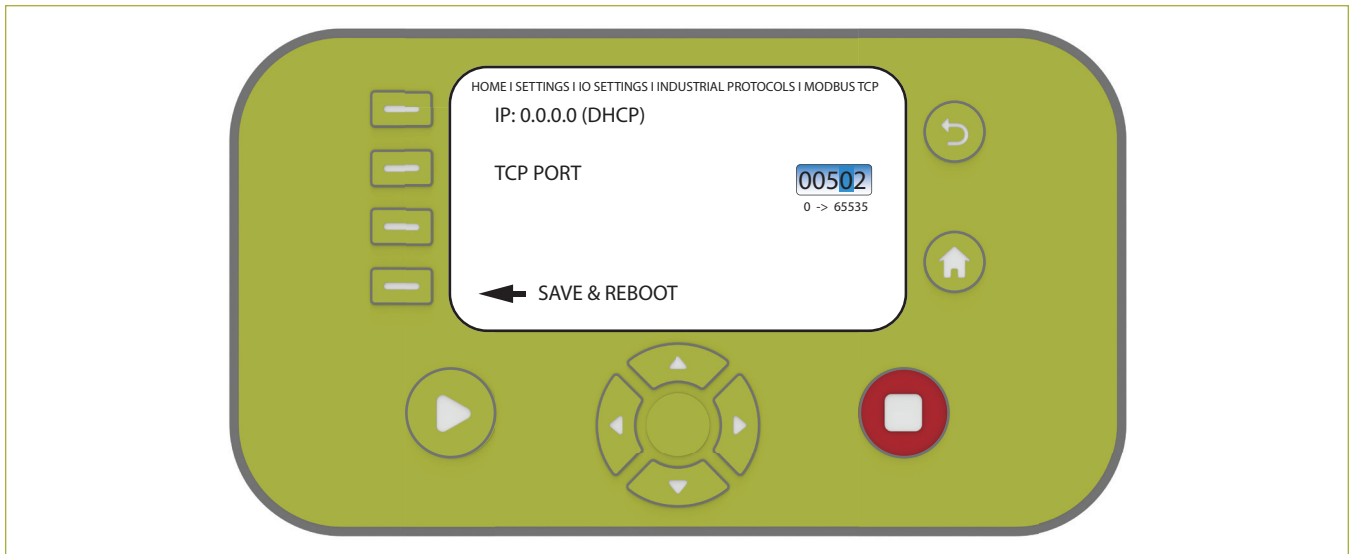 HOME I SETTINGS I IO SETTINGS I INDUSTRIAL PROTOCOLS I MODBUS TCP
IP: 0.0.0.0 (DHCP)
TCP PORT 00502
0 -> 65535
SAVE & REBOOT